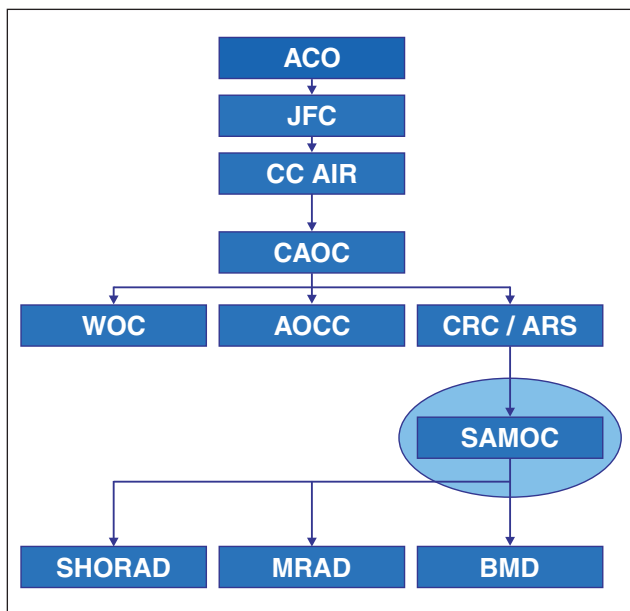 ACO
JFC
CC AIR
CAOC
WOC
AOCC
CRC / ARS
SAMOC
SHORAD
MRAD
BMD